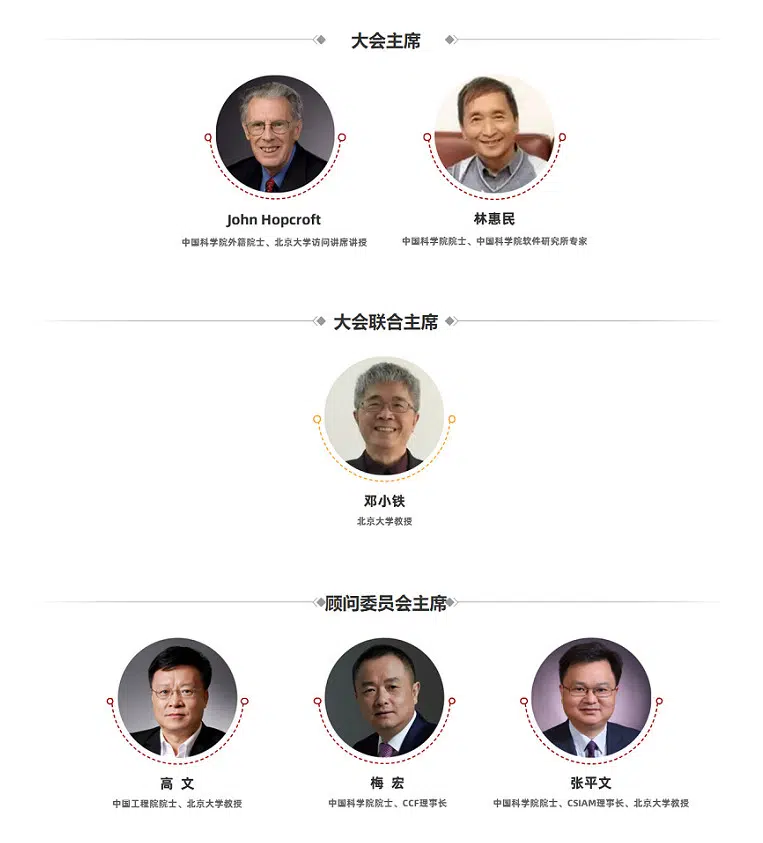 大会主席
John Hopcroft
林惠民
中国科学院外籍院士、北京大学访问讲席讲授
中国科学院院士、中国科学院软件研究所专家
大会联合主席
邓小铁
北京大学教授
顾问委员会主席
高 文
梅 宏
张平文
中国工程院院士、北京大学教授
中国科学院院士、CCF理事长
中国科学院院士、CSIAM理事长、北京大学教授